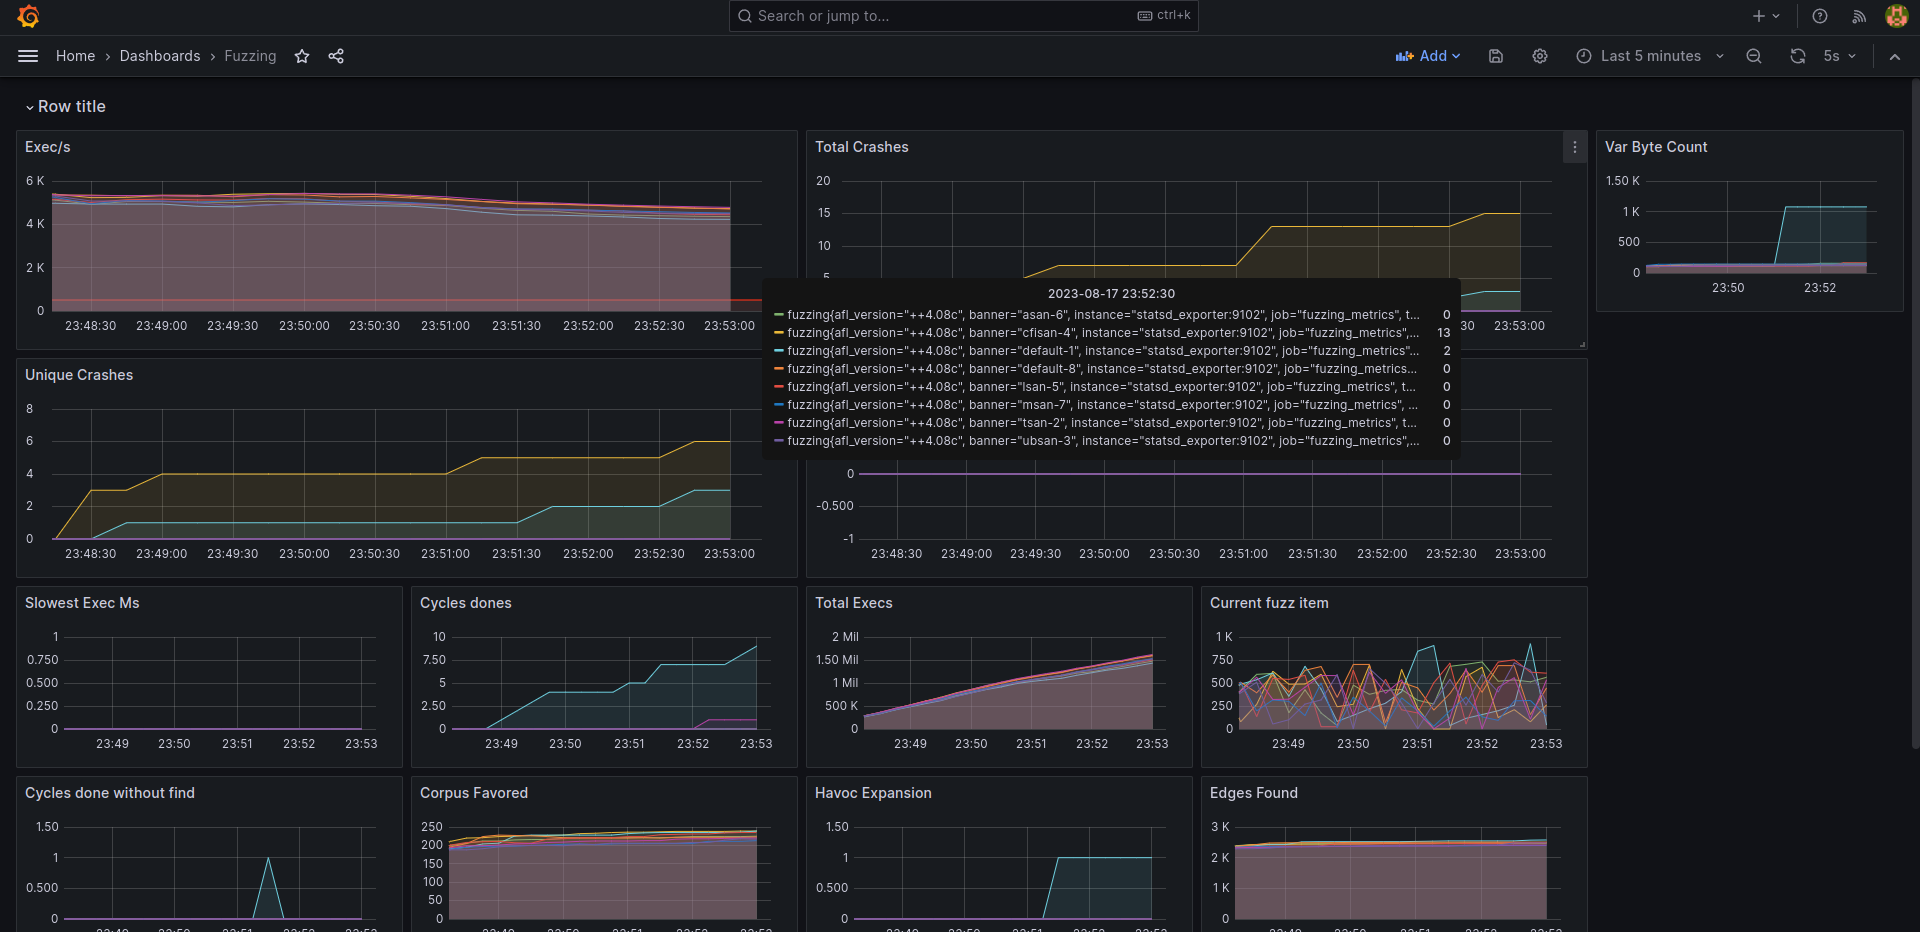 Search or jump to... ctrl+k
Home › Dashboards › Fuzzing Add Last 5 minutes 5s
Row title
Exec/s
6 K
4 K
2 K
0
23:48:30 23:49:00 23:49:30 23:50:00 23:50:30 23:51:00 23:51:30 23:52:00 23:52:30 23:53:00
Total Crashes
20
15
10
5
:30 23:53:00
Var Byte Count
1.50 K
1 K
500
0
23:50 23:52
2023-08-17 23:52:30
fuzzing{afl_version="++4.08c", banner="asan-6", instance="statsd_exporter:9102", job="fuzzing_metrics", t... 0
fuzzing{afl_version="++4.08c", banner="cfisan-4", instance="statsd_exporter:9102", job="fuzzing_metrics",... 13
fuzzing{afl_version="++4.08c", banner="default-1", instance="statsd_exporter:9102", job="fuzzing_metrics"... 2
fuzzing{afl_version="++4.08c", banner="default-8", instance="statsd_exporter:9102", job="fuzzing_metrics... 0
fuzzing{afl_version="++4.08c", banner="lsan-5", instance="statsd_exporter:9102", job="fuzzing_metrics", t... 0
fuzzing{afl_version="++4.08c", banner="msan-7", instance="statsd_exporter:9102", job="fuzzing_metrics", ... 0
fuzzing{afl_version="++4.08c", banner="tsan-2", instance="statsd_exporter:9102", job="fuzzing_metrics", t... 0
fuzzing{afl_version="++4.08c", banner="ubsan-3", instance="statsd_exporter:9102", job="fuzzing_metrics",... 0
Unique Crashes
8
6
4
2
0
23:48:30 23:49:00 23:49:30 23:50:00 23:50:30 23:51:00 23:51:30 23:52:00 23:52:30 23:53:00
0
-0.500
-1
23:48:30 23:49:00 23:49:30 23:50:00 23:50:30 23:51:00 23:51:30 23:52:00 23:52:30 23:53:00
Slowest Exec Ms
1
0.750
0.500
0.250
0
23:49 23:50 23:51 23:52 23:53
Cycles dones
10
7.50
5
2.50
0
23:49 23:50 23:51 23:52 23:53
Total Execs
2 Mil
1.50 Mil
1 Mil
500 K
0
23:49 23:50 23:51 23:52 23:53
Current fuzz item
1 K
750
500
250
0
23:49 23:50 23:51 23:52 23:53
Cycles done without find
1.50
1
0.500
0
Corpus Favored
250
200
150
100
50
0
Havoc Expansion
1.50
1
0.500
0
Edges Found
3 K
2 K
1 K
0